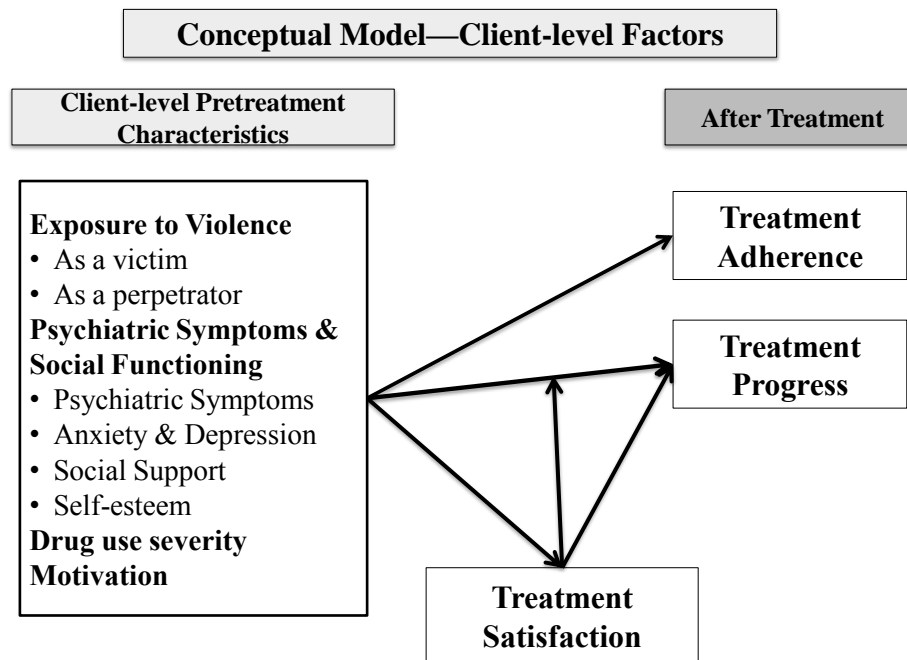 Conceptual Model—Client-level Factors
Client-level Pretreatment
Characteristics
After Treatment
Exposure to Violence
• As a victim
• As a perpetrator
Psychiatric Symptoms &
Social Functioning
• Psychiatric Symptoms
• Anxiety & Depression
• Social Support
• Self-esteem
Drug use severity
Motivation
Treatment
Adherence
Treatment
Progress
Treatment
Satisfaction